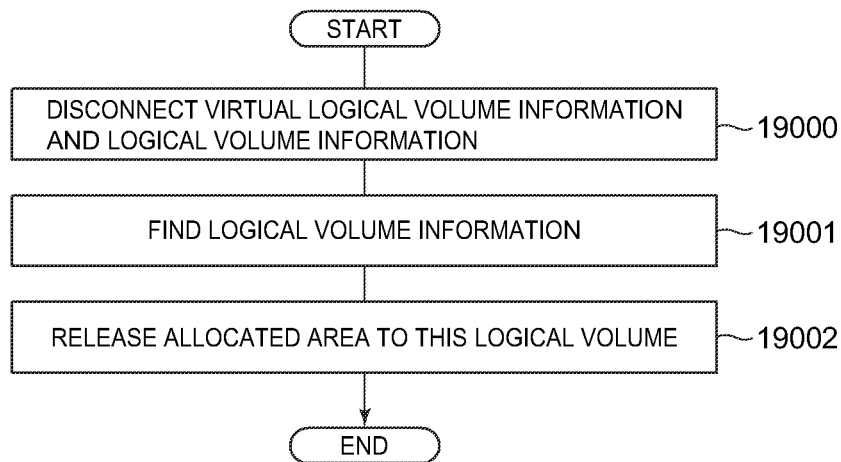 START
DISCONNECT VIRTUAL LOGICAL VOLUME INFORMATION
AND LOGICAL VOLUME INFORMATION
19000
FIND LOGICAL VOLUME INFORMATION
19001
RELEASE ALLOCATED AREA TO THIS LOGICAL VOLUME
19002
END